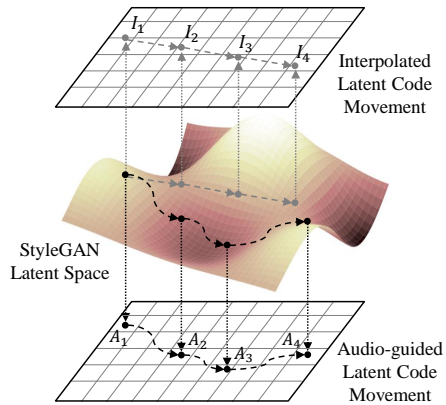 I1 I2 I3 I4
Interpolated
Latent Code
Movement
StyleGAN
Latent Space
A1 A2 A3 A4
Audio-guided
Latent Code
Movement